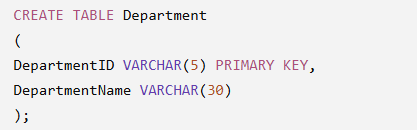 CREATE TABLE Department
(
DepartmentID VARCHAR(5) PRIMARY KEY,
DepartmentName VARCHAR(30)
);